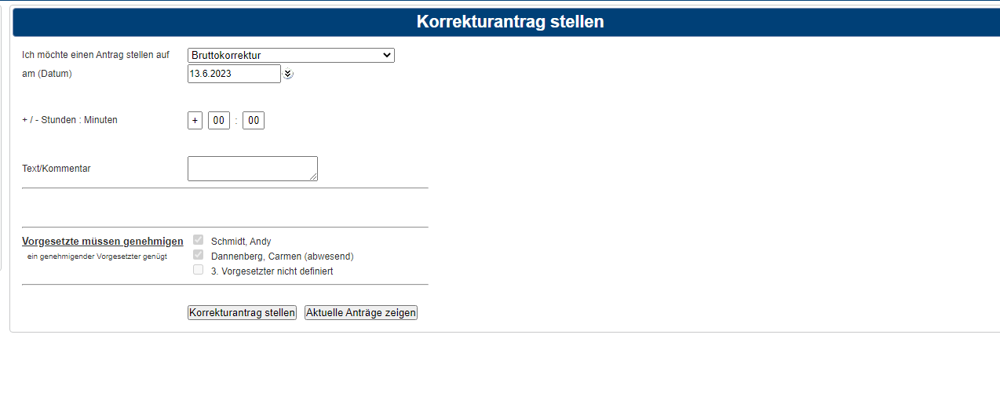 Korrekturantrag stellen
Ich möchte einen Antrag stellen auf Bruttokorrektur
am (Datum) 13.6.2023
+ / - Stunden : Minuten + 00 : 00
Text/Kommentar
Vorgesetzte müssen genehmigen Schmidt, Andy
ein genehmigender Vorgesetzter genügt Dannenberg, Carmen (abwesend)
3. Vorgesetzter nicht definiert
Korrekturantrag stellen Aktuelle Anträge zeigen